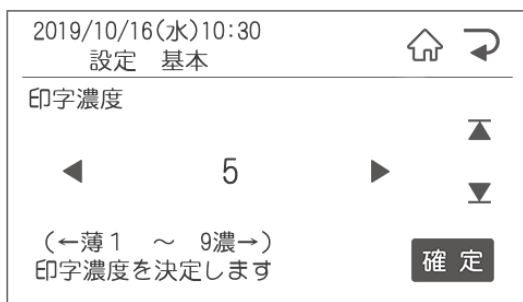 2019/10/16(水)10:30
設定 基本
印字濃度
5
(←薄1 ~ 9濃→)
印字濃度を決定します
確定